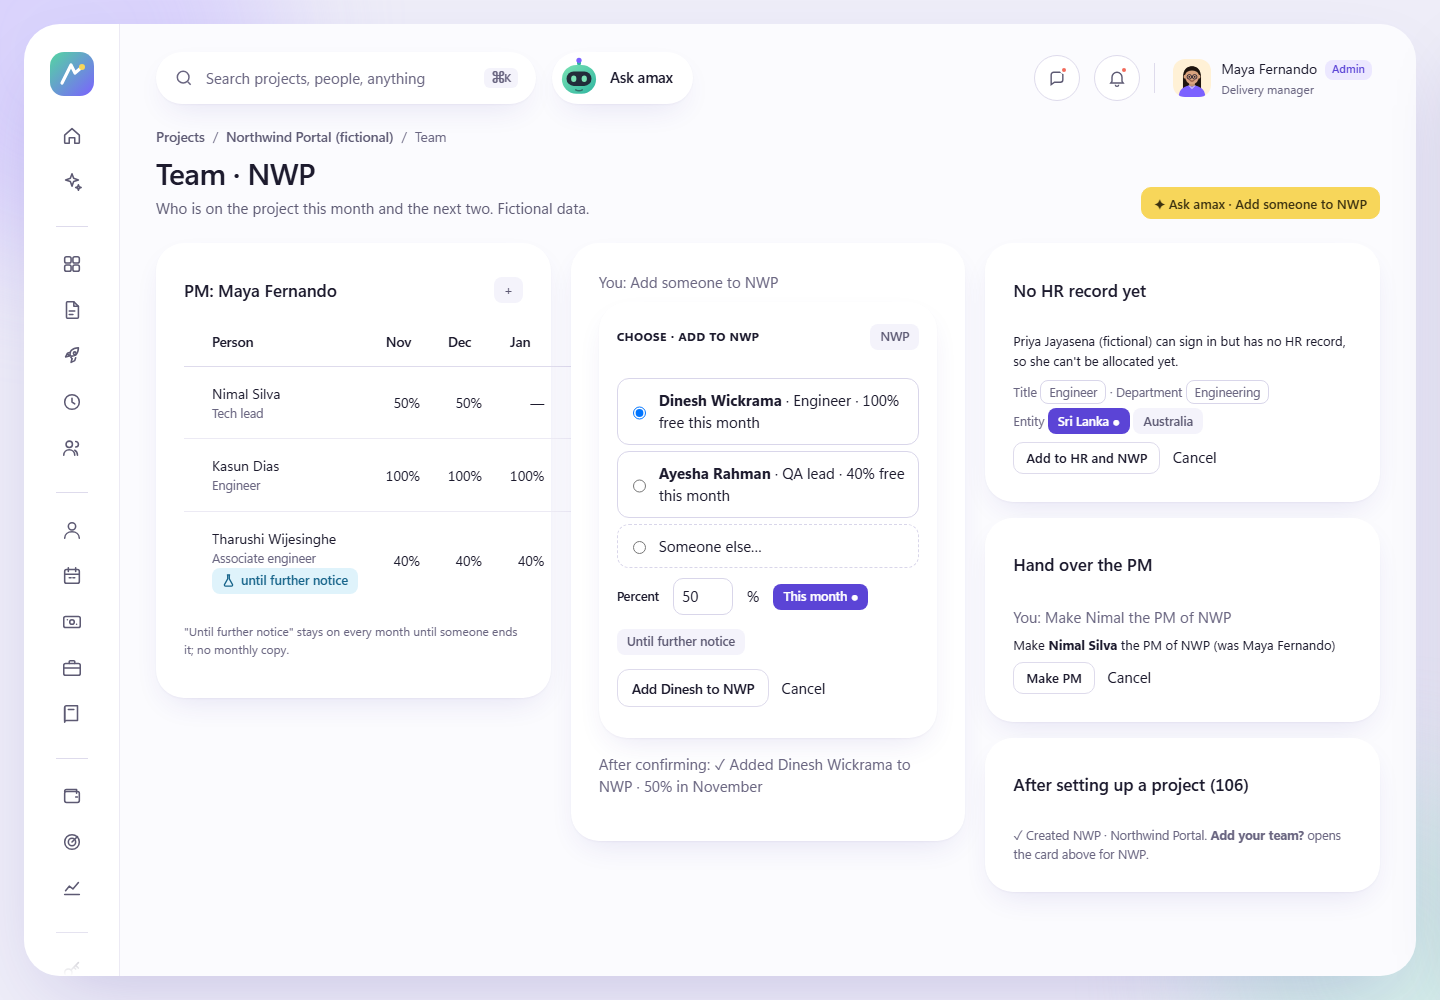 Search projects, people, anything
⌘K
Ask amax
Maya Fernando
Admin
Delivery manager
Projects / Northwind Portal (fictional) / Team
Team · NWP
Who is on the project this month and the next two. Fictional data.
✦ Ask amax · Add someone to NWP
PM: Maya Fernando
+
Person Nov Dec Jan
Nimal Silva
Tech lead
50% 50% —
Kasun Dias
Engineer
100% 100% 100%
Tharushi Wijesinghe
Associate engineer
until further notice
40% 40% 40%
"Until further notice" stays on every month until someone ends
it; no monthly copy.
You: Add someone to NWP
CHOOSE · ADD TO NWP
NWP
Dinesh Wickrama · Engineer · 100%
free this month
Ayesha Rahman · QA lead · 40% free
this month
Someone else...
Percent 50 % This month ●
Until further notice
Add Dinesh to NWP Cancel
After confirming: ✓ Added Dinesh Wickrama to
NWP · 50% in November
No HR record yet
Priya Jayasena (fictional) can sign in but has no HR record,
so she can't be allocated yet.
Title Engineer · Department Engineering
Entity Sri Lanka ● Australia
Add to HR and NWP Cancel
Hand over the PM
You: Make Nimal the PM of NWP
Make Nimal Silva the PM of NWP (was Maya Fernando)
Make PM Cancel
After setting up a project (106)
✓ Created NWP · Northwind Portal. Add your team? opens
the card above for NWP.